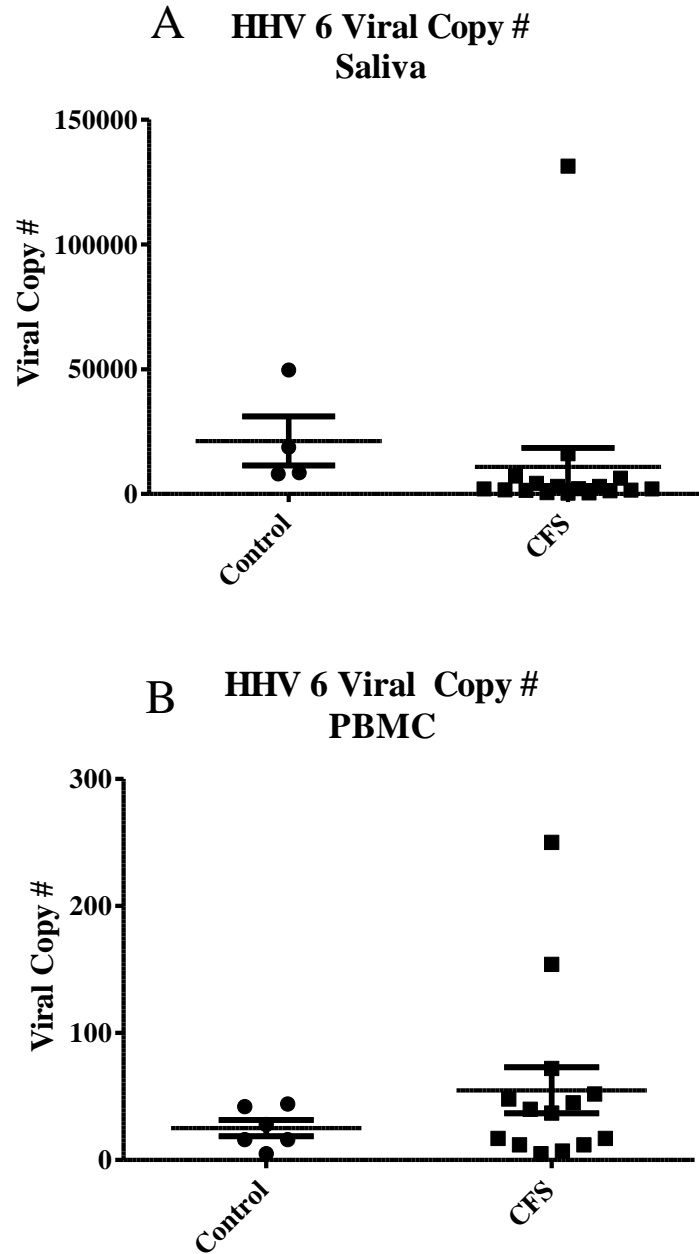 A HHV 6 Viral Copy #
Saliva
150000
100000
50000
0
Viral Copy #
Control
CFS
B HHV 6 Viral Copy #
PBMC
300
200
100
0
Viral Copy #
Control
CFS